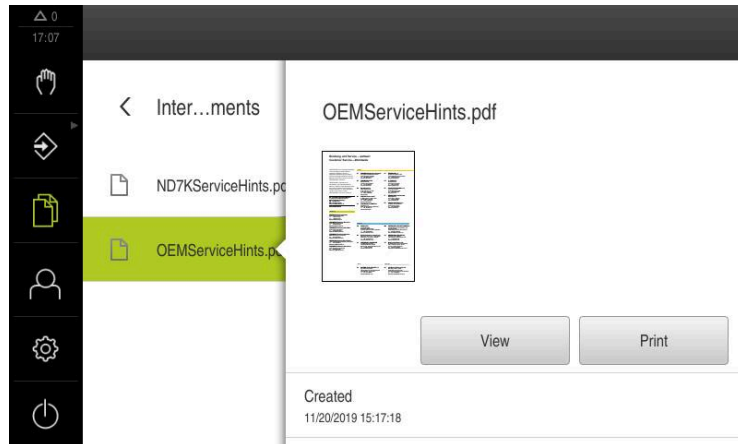 0
17:07
Inter…ments
ND7KServiceHints.pd
OEMServiceHints.pd
OEMServiceHints.pdf
View
Print
Created
11/20/2019 15:17:18